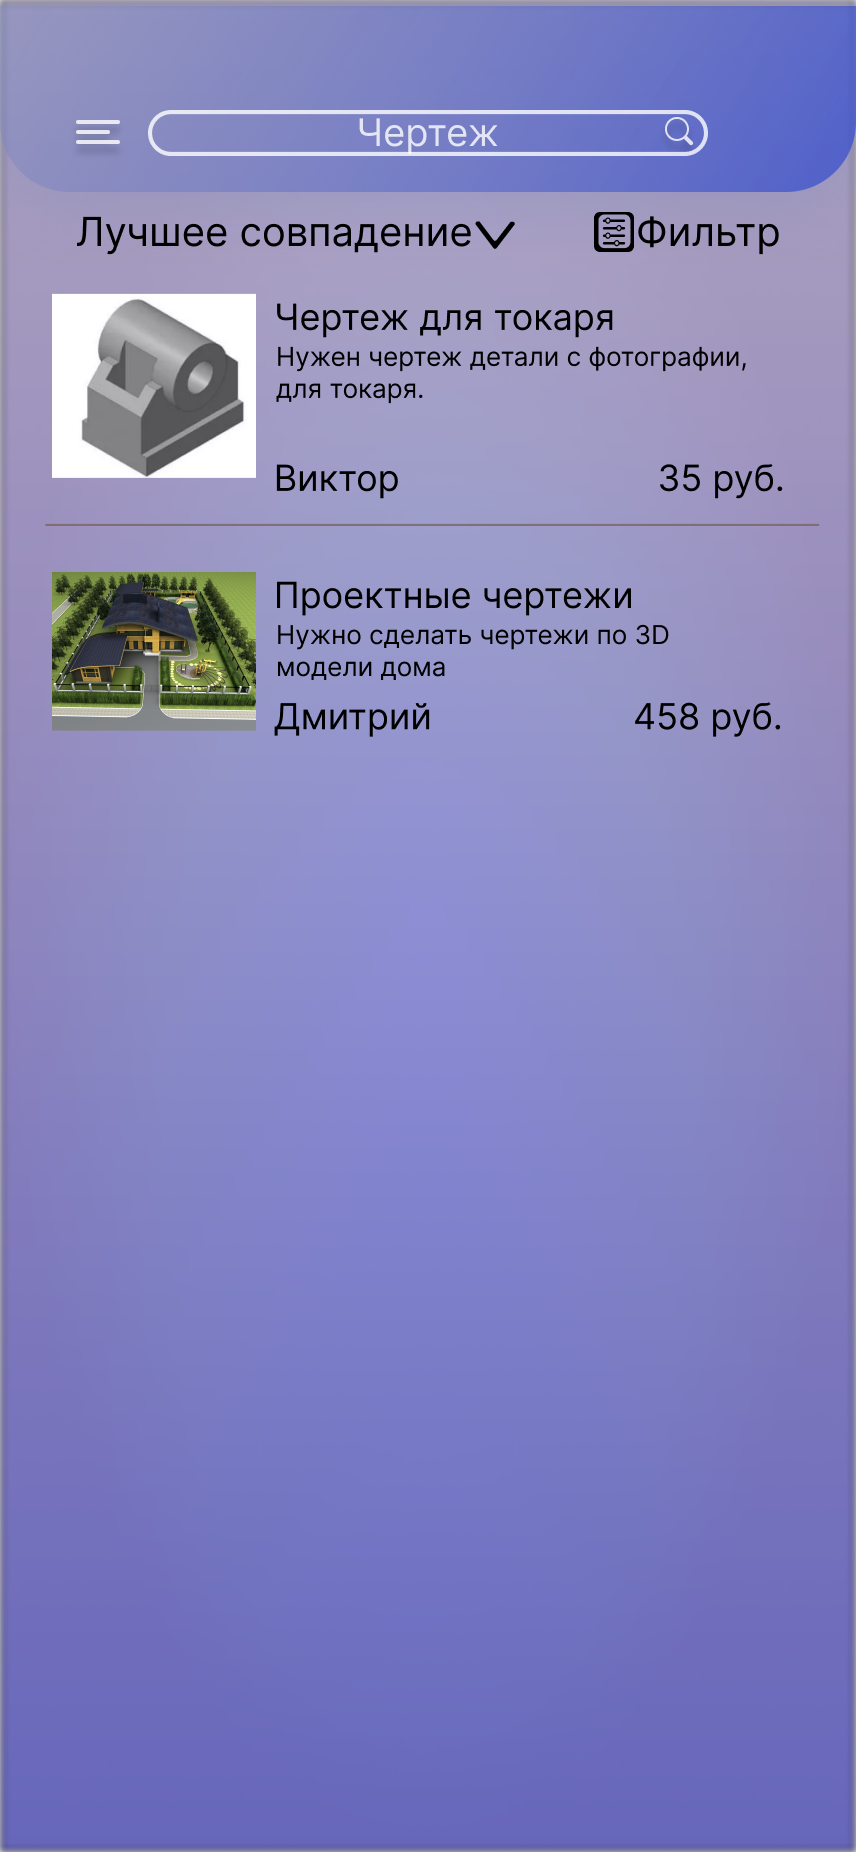 Чертеж
Лучшее совпадение
Фильтр
Чертеж для токаря
Нужен чертеж детали с фотографии,
для токаря.
Виктор
35 руб.
Проектные чертежи
Нужно сделать чертежи по 3D
модели дома
Дмитрий
458 руб.